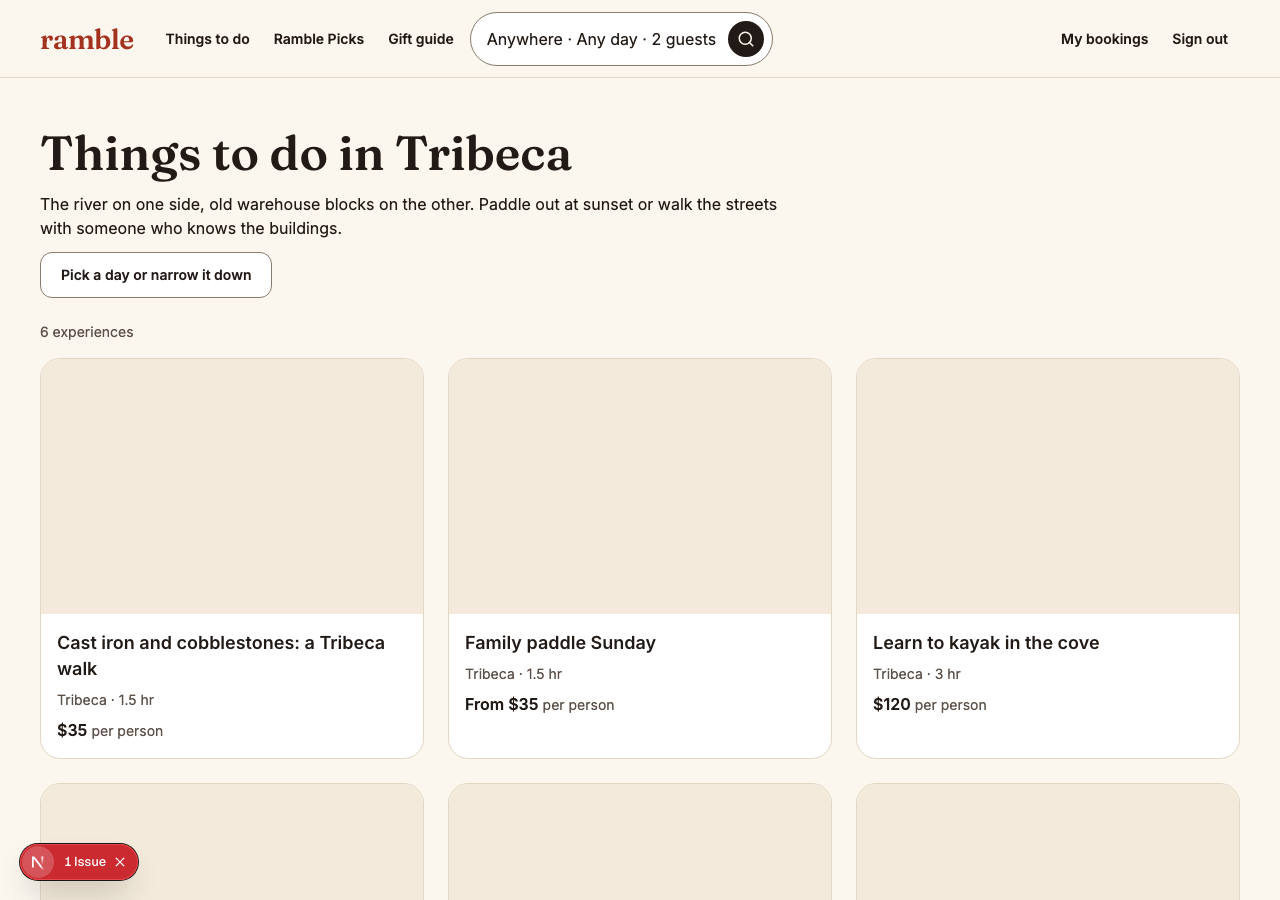 ramble
Things to do
Ramble Picks
Gift guide
Anywhere · Any day · 2 guests
My bookings
Sign out
Things to do in Tribeca
The river on one side, old warehouse blocks on the other. Paddle out at sunset or walk the streets
with someone who knows the buildings.
Pick a day or narrow it down
6 experiences
Cast iron and cobblestones: a Tribeca
walk
Tribeca · 1.5 hr
$35 per person
Family paddle Sunday
Tribeca · 1.5 hr
From $35 per person
Learn to kayak in the cove
Tribeca · 3 hr
$120 per person
N
1 Issue